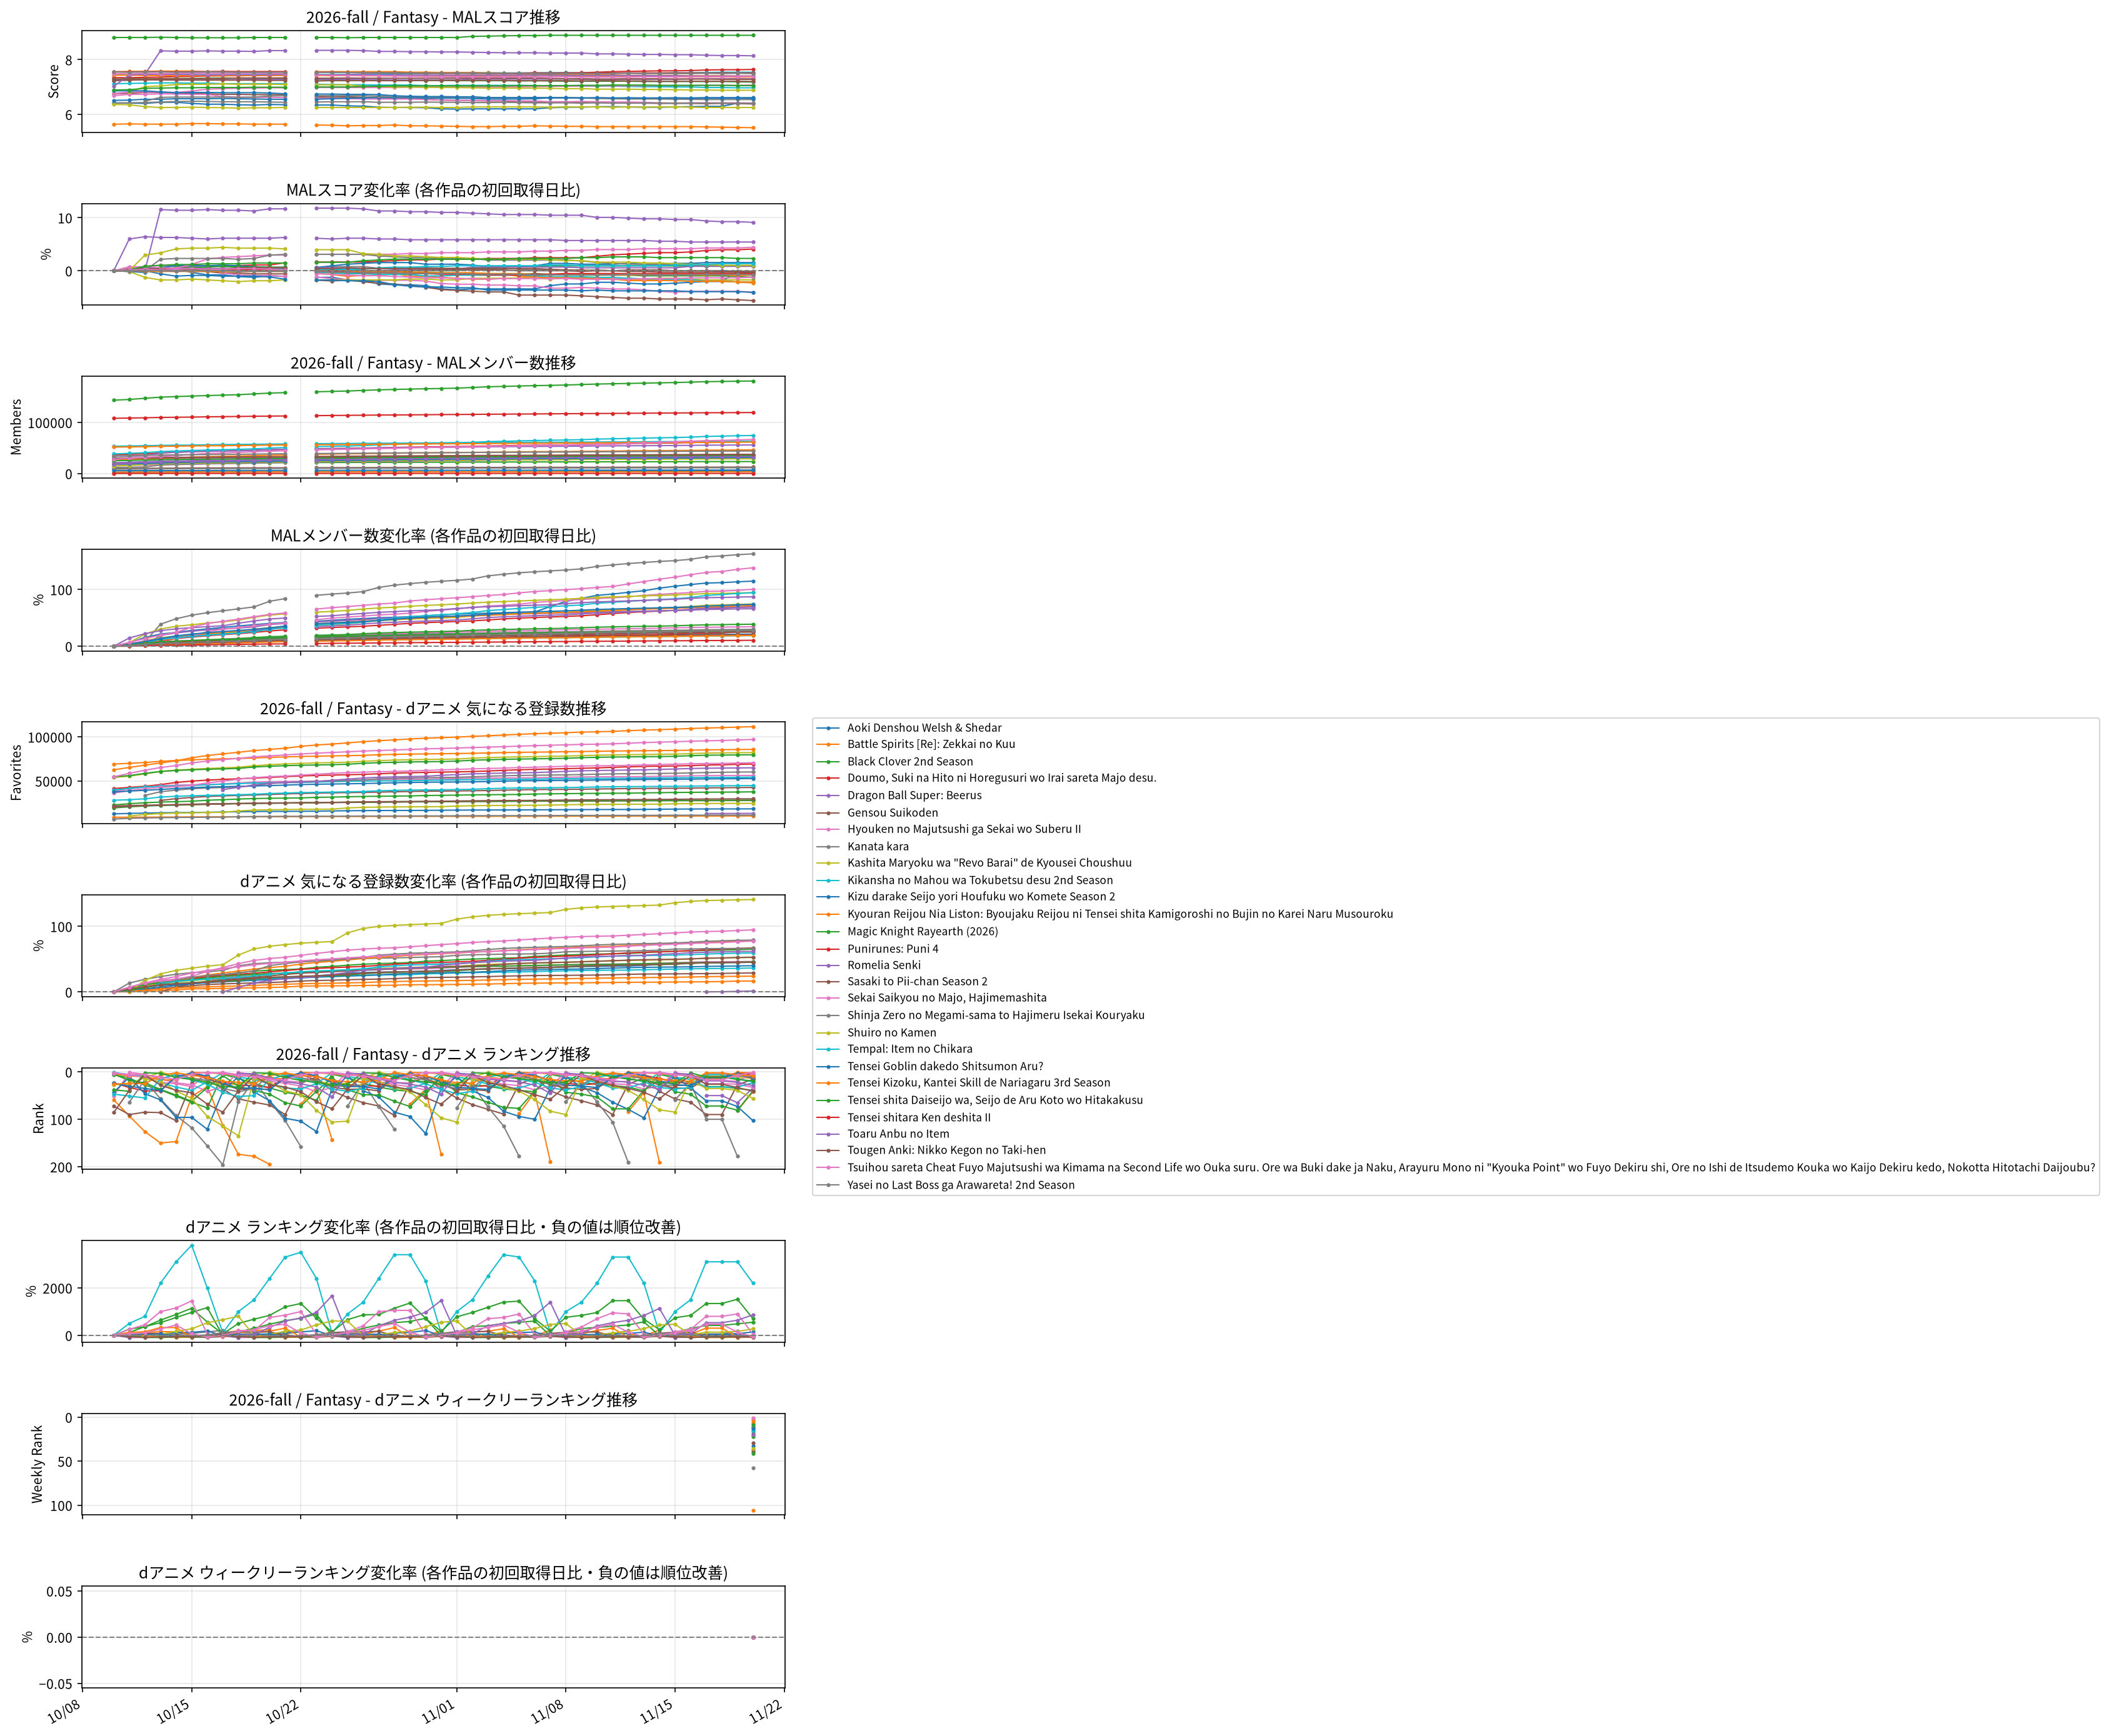 2026-fall / Fantasy - MALスコア推移
Score
8
6
MALスコア変化率 (各作品の初回取得日比)
%
10
0
2026-fall / Fantasy - MALメンバー数推移
Members
100000
0
MALメンバー数変化率 (各作品の初回取得日比)
%
100
0
2026-fall / Fantasy - dアニメ 気になる登録数推移
Favorites
100000
50000
dアニメ 気になる登録数変化率 (各作品の初回取得日比)
%
100
0
2026-fall / Fantasy - dアニメ ランキング推移
Rank
0
100
200
dアニメ ランキング変化率 (各作品の初回取得日比・負の値は順位改善)
%
2000
0
2026-fall / Fantasy - dアニメ ウィークリーランキング推移
Weekly Rank
0
50
100
dアニメ ウィークリーランキング変化率 (各作品の初回取得日比・負の値は順位改善)
%
0.05
0.00
−0.05
10/08
10/15
10/22
11/01
11/08
11/15
11/22
Aoki Denshou Welsh & Shedar
Battle Spirits [Re]: Zekkai no Kuu
Black Clover 2nd Season
Doumo, Suki na Hito ni Horegusuri wo Irai sareta Majo desu.
Dragon Ball Super: Beerus
Gensou Suikoden
Hyouken no Majutsushi ga Sekai wo Suberu II
Kanata kara
Kashita Maryoku wa "Revo Barai" de Kyousei Choushuu
Kikansha no Mahou wa Tokubetsu desu 2nd Season
Kizu darake Seijo yori Houfuku wo Komete Season 2
Kyouran Reijou Nia Liston: Byoujaku Reijou ni Tensei shita Kamigoroshi no Bujin no Karei Naru Musouroku
Magic Knight Rayearth (2026)
Punirunes: Puni 4
Romelia Senki
Sasaki to Pii-chan Season 2
Sekai Saikyou no Majo, Hajimemashita
Shinja Zero no Megami-sama to Hajimeru Isekai Kouryaku
Shuiro no Kamen
Tempal: Item no Chikara
Tensei Goblin dakedo Shitsumon Aru?
Tensei Kizoku, Kantei Skill de Nariagaru 3rd Season
Tensei shita Daiseijo wa, Seijo de Aru Koto wo Hitakakusu
Tensei shitara Ken deshita II
Toaru Anbu no Item
Tougen Anki: Nikko Kegon no Taki-hen
Tsuihou sareta Cheat Fuyo Majutsushi wa Kimama na Second Life wo Ouka suru. Ore wa Buki dake ja Naku, Arayuru Mono ni "Kyouka Point" wo Fuyo Dekiru shi, Ore no Ishi de Itsudemo Kouka wo Kaijo Dekiru kedo, Nokotta Hitotachi Daijoubu?
Yasei no Last Boss ga Arawareta! 2nd Season